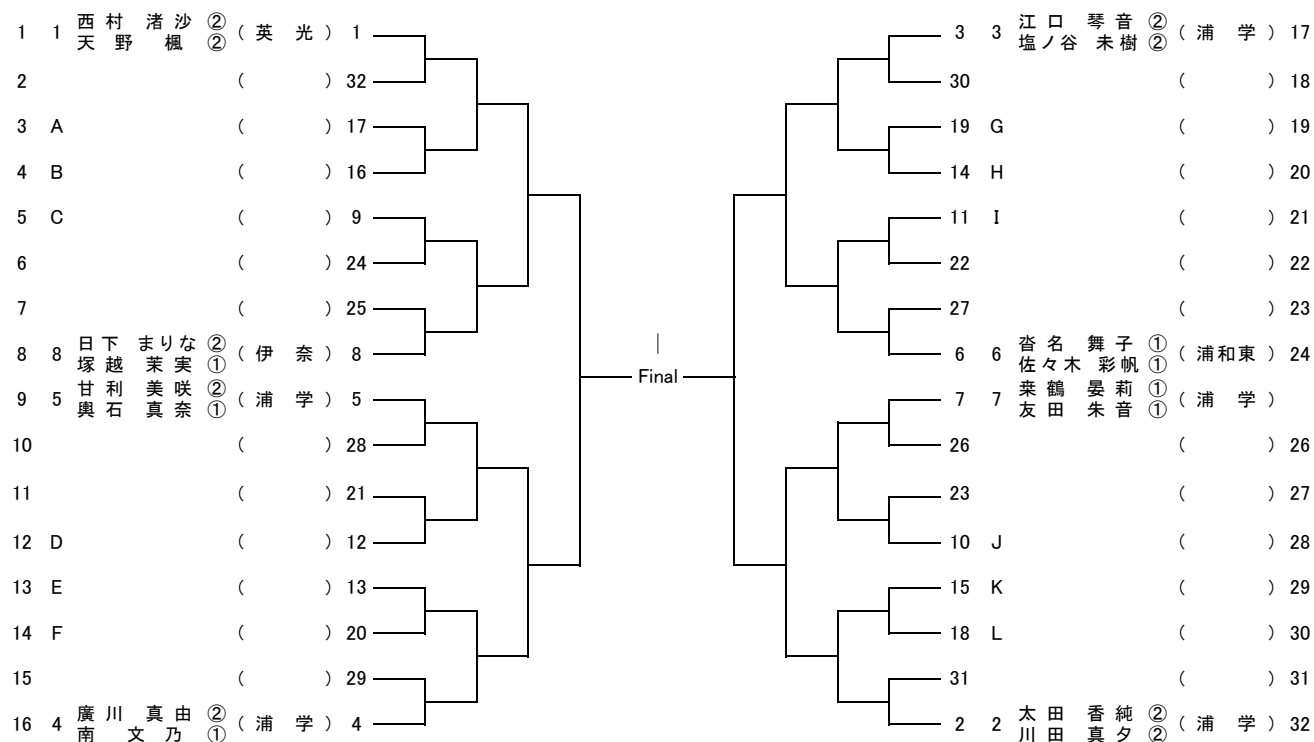 1 1 西村 渚沙 ② ( 英光 ) 1
天野 楓 ②
2 ( ) 32
3 A ( ) 17
4 B ( ) 16
5 C ( ) 9
6 ( ) 24
7 ( ) 25
8 8 日下 まりな ② ( 伊奈 ) 8
塚越 茉実 ①
9 5 甘利 美咲 ② ( 浦学 ) 5
輿石 真奈 ①
10 ( ) 28
11 ( ) 21
12 D ( ) 12
13 E ( ) 13
14 F ( ) 20
15 ( ) 29
16 4 廣川 真由 ② ( 浦学 ) 4
南 文乃 ①
Final
3 3 江口 琴音 ② ( 浦学 ) 17
塩ノ谷 未樹 ②
30 ( ) 18
19 G ( ) 19
14 H ( ) 20
11 I ( ) 21
22 ( ) 22
27 ( ) 23
6 6 沓名 舞子 ① ( 浦和東 ) 24
佐々木 彩帆 ①
7 7 桒鶴 晏莉 ① ( 浦学 )
友田 朱音 ①
26 ( ) 26
23 ( ) 27
10 J ( ) 28
15 K ( ) 29
18 L ( ) 30
31 ( ) 31
2 2 太田 香純 ② ( 浦学 ) 32
川田 真夕 ②